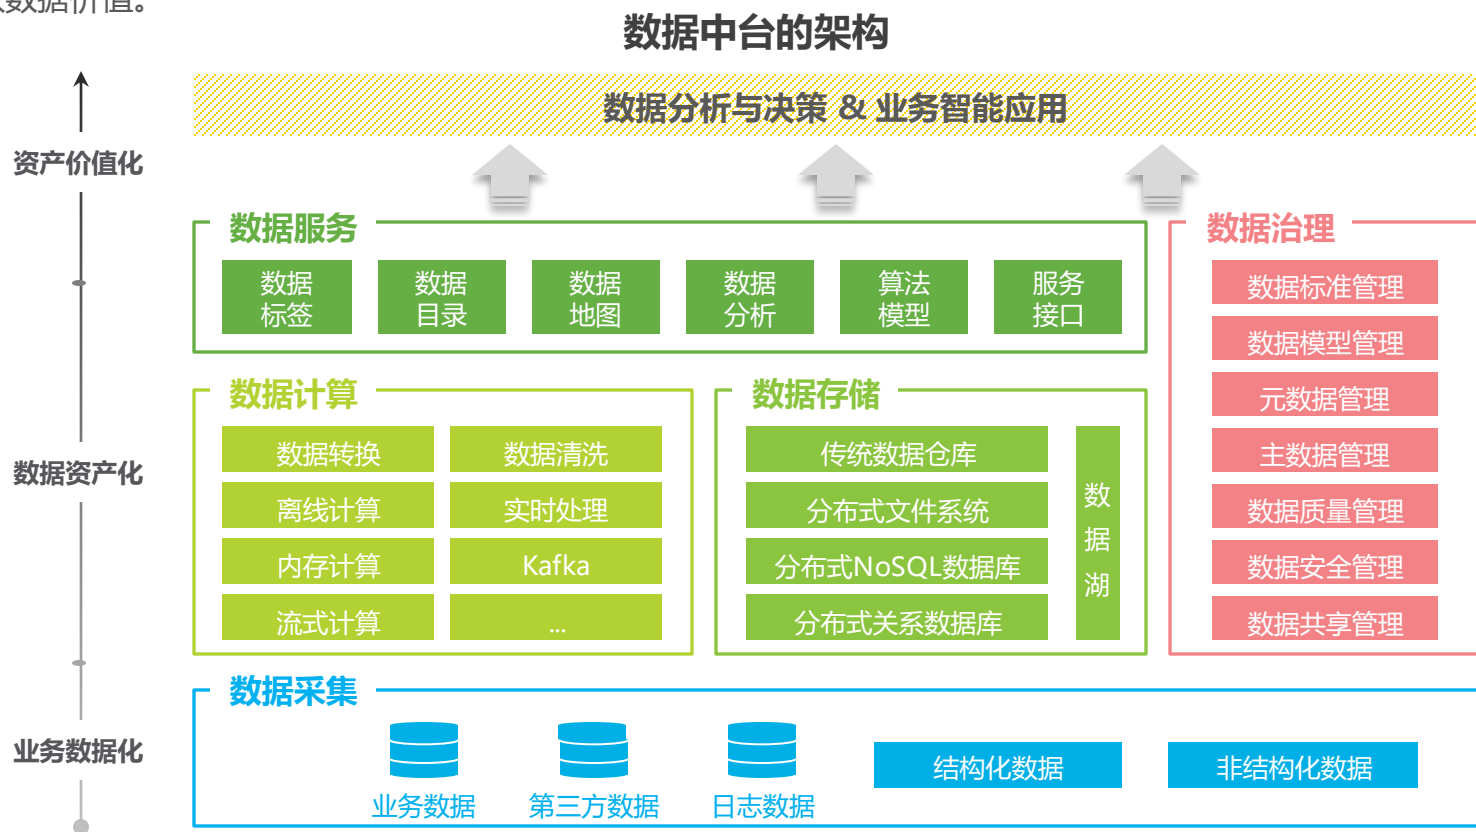 数据价值。
数据中台的架构
数据分析与决策 & 业务智能应用
资产价值化
数据资产化
业务数据化
数据服务
数据
标签
数据
目录
数据
地图
数据
分析
算法
模型
服务
接口
数据计算
数据转换
数据清洗
离线计算
实时处理
内存计算
Kafka
流式计算
...
数据存储
传统数据仓库
分布式文件系统
分布式NoSQL数据库
分布式关系数据库
数
据
湖
数据治理
数据标准管理
数据模型管理
元数据管理
主数据管理
数据质量管理
数据安全管理
数据共享管理
数据采集
业务数据
第三方数据
日志数据
结构化数据
非结构化数据